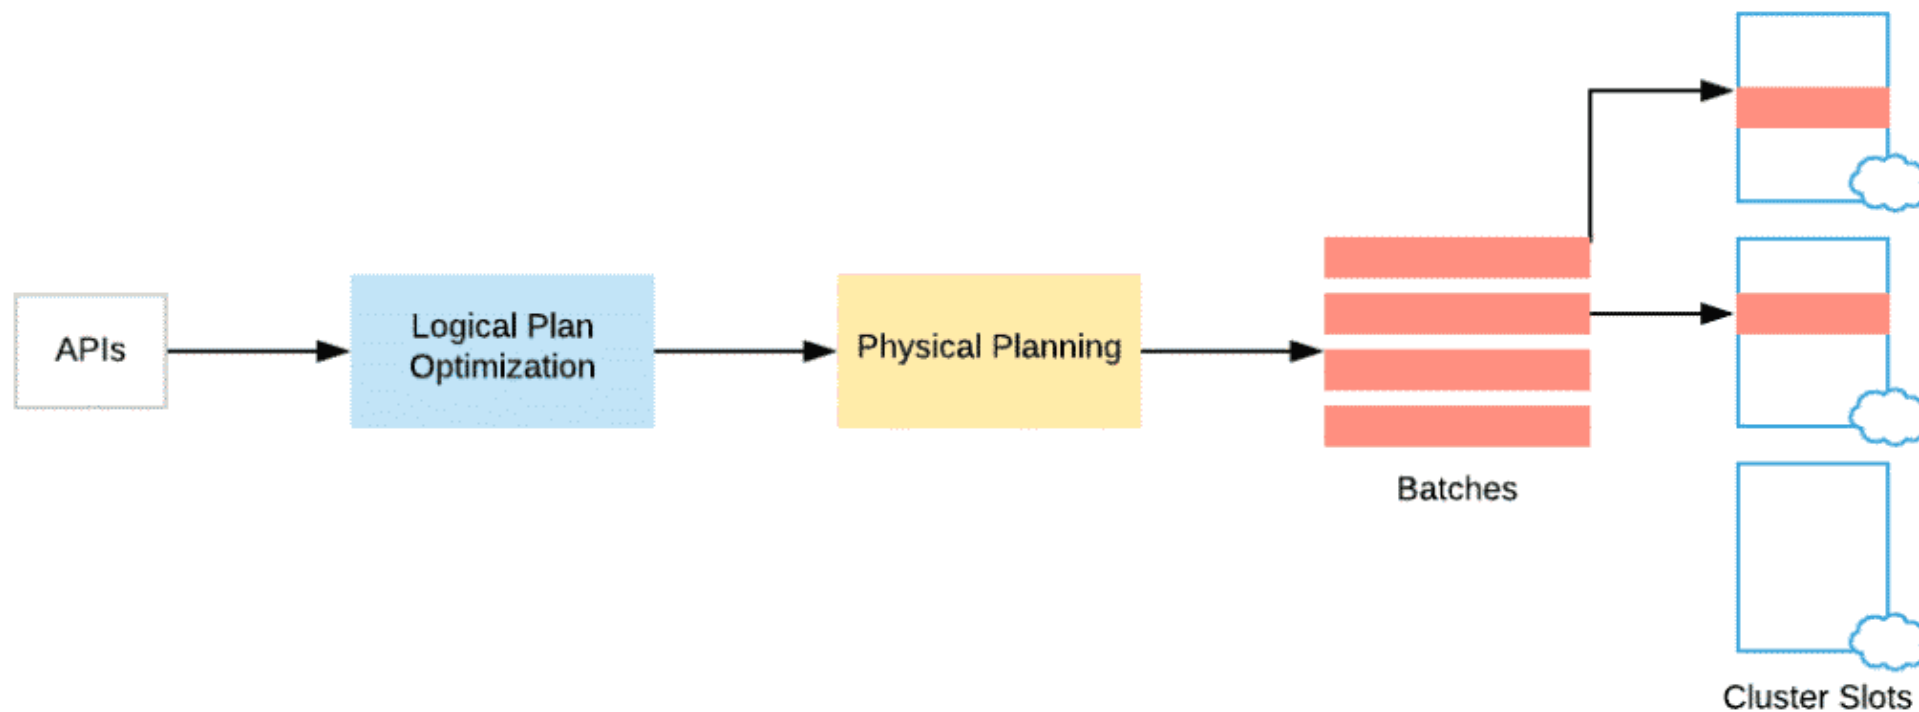 APIs
Logical Plan
Optimization
Physical Planning
Batches
Cluster Slots